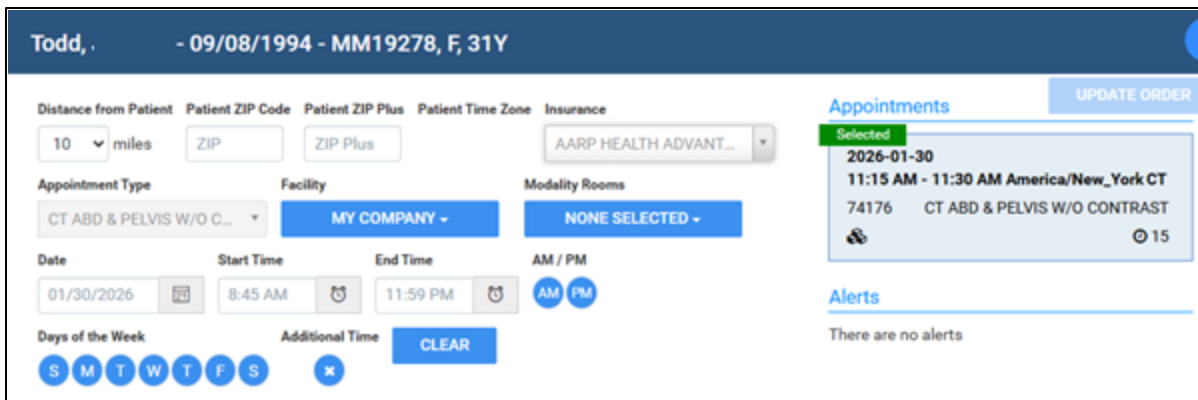 Todd, - 09/08/1994 - MM19278, F, 31Y
Distance from Patient Patient ZIP Code Patient ZIP Plus Patient Time Zone Insurance
10 miles ZIP ZIP Plus AARP HEALTH ADVANT...
Appointment Type Facility Modality Rooms
CT ABD & PELVIS W/O C... MY COMPANY NONE SELECTED
Date Start Time End Time AM / PM
01/30/2026 8:45 AM 11:59 PM AM PM
Days of the Week Additional Time CLEAR
S M T W T F S
UPDATE ORDER
Appointments
Selected
2026-01-30
11:15 AM - 11:30 AM America/New_York CT
74176 CT ABD & PELVIS W/O CONTRAST
15
Alerts
There are no alerts